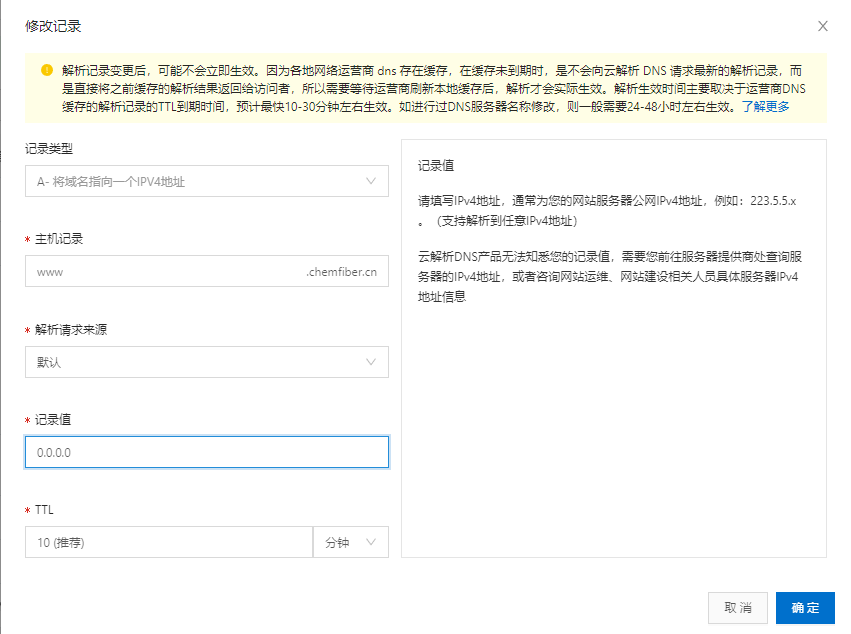 修改记录
解析记录变更后，可能不会立即生效。因为各地网络运营商 dns 存在缓存，在缓存未到期时，是不会向云解析 DNS 请求最新的解析记录，而
是直接将之前缓存的解析结果返回给访问者，所以需要等待运营商刷新本地缓存后，解析才会实际生效。解析生效时间主要取决于运营商DNS
缓存的解析记录的TTL到期时间，预计最快10-30分钟左右生效。如进行过DNS服务器名称修改，则一般需要24-48小时左右生效。了解更多
记录类型
A- 将域名指向一个IPV4地址
* 主机记录
www .chemfiber.cn
* 解析请求来源
默认
* 记录值
0.0.0.0
* TTL
10 (推荐) 分钟
记录值
请填写IPv4地址，通常为您的网站服务器公网IPv4地址，例如：223.5.5.x
。（支持解析到任意IPv4地址）
云解析DNS产品无法知悉您的记录值，需要您前往服务器提供商处查询服
务器的IPv4地址，或者咨询网站运维、网站建设相关人员具体服务器IPv4
地址信息
取消 确定